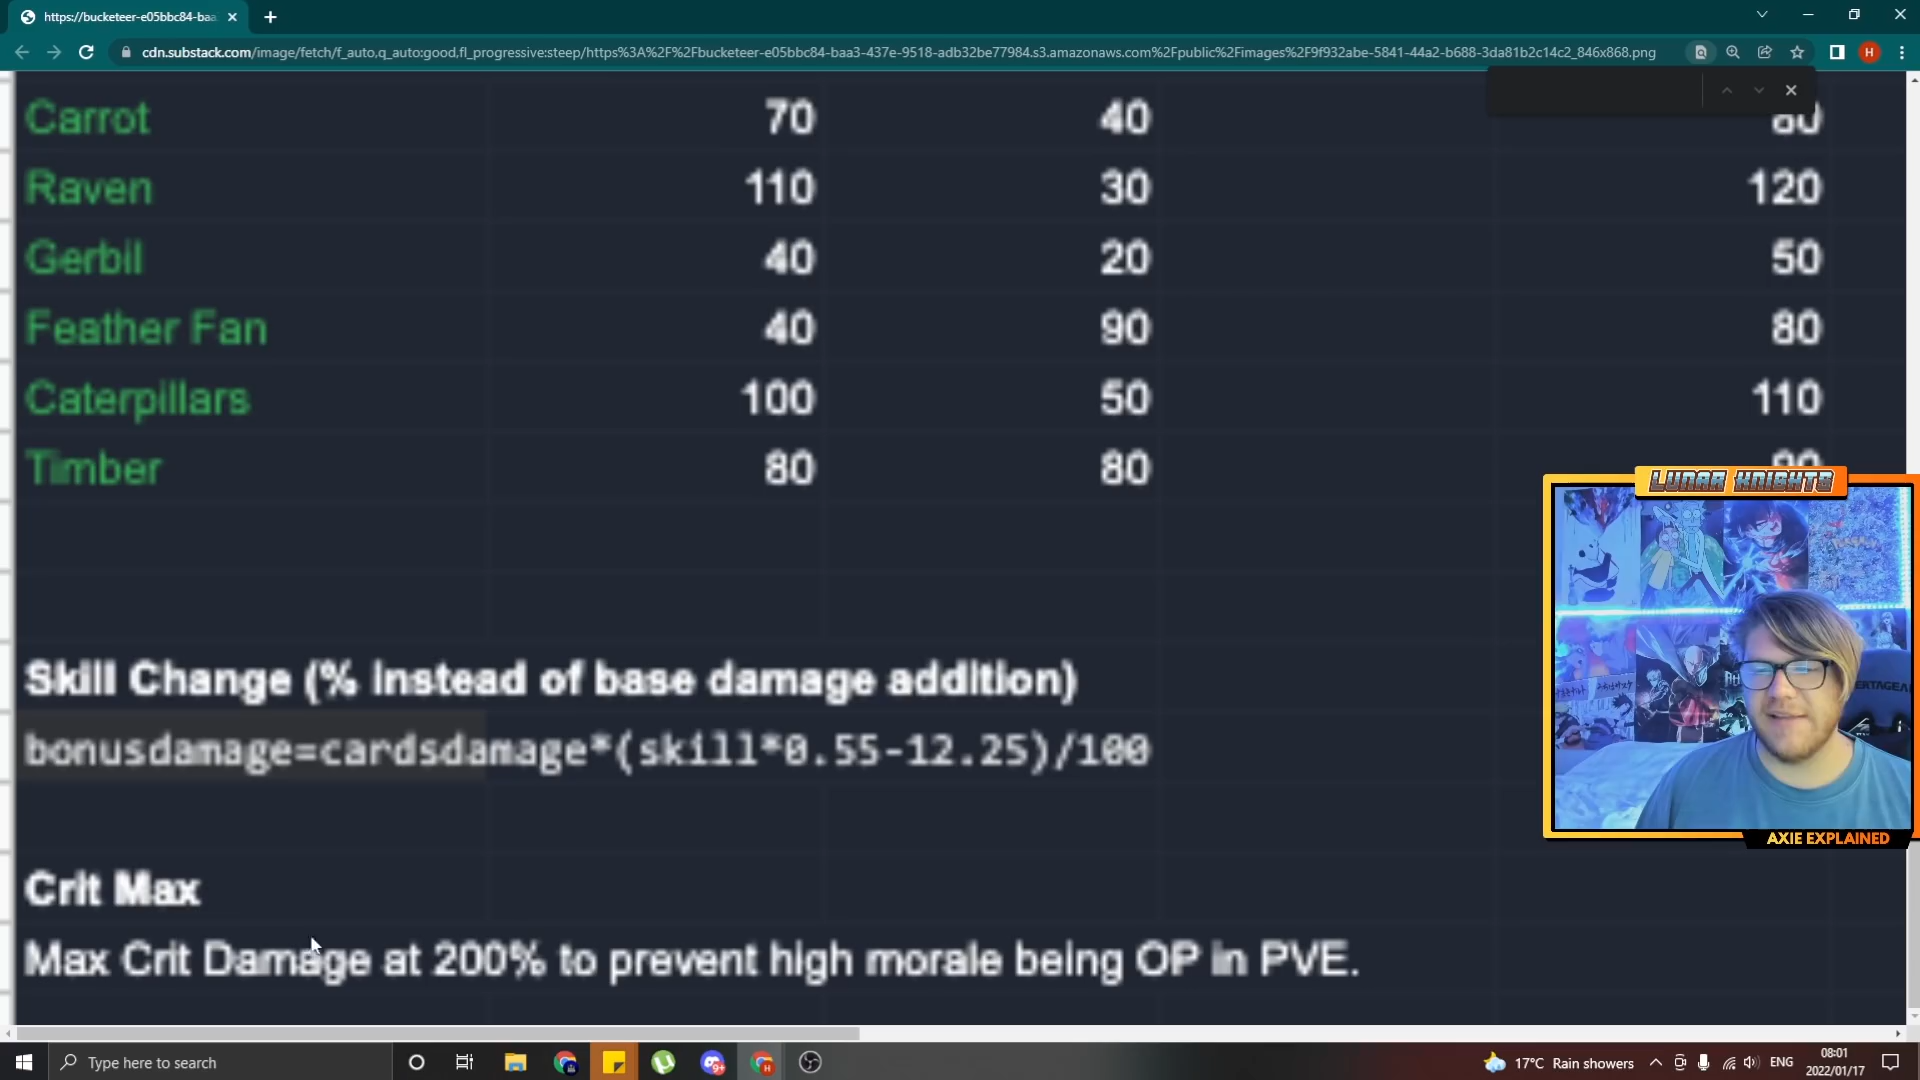 https://bucketeer-e05bbc84-baa
cdn.substack.com/image/fetch/f_auto,q_auto:good,fl_progressive:steep/https%3A%2F%2Fbucketeer-e05bbc84-baa3-437e-9518-adb32be77984.s3.amazonaws.com%2Fpublic%2Fimages%2F9f932abe-5841-44a2-b688-3da81b2c14c2_846x868.png
H
Carrot 70 40 80
Raven 110 30 120
Gerbil 40 20 50
Feather Fan 40 90 80
Caterpillars 100 50 110
Timber 80 80 90
LUNAR KNIGHTS
Skill Change (% instead of base damage addition)
bonusdamage=cardsdamage*(skill*0.55-12.25)/100
AXIE EXPLAINED
Crit Max
Max Crit Damage at 200% to prevent high morale being OP in PVE.
Type here to search
9+
H
17°C Rain showers
ENG
08:01
2022/01/17